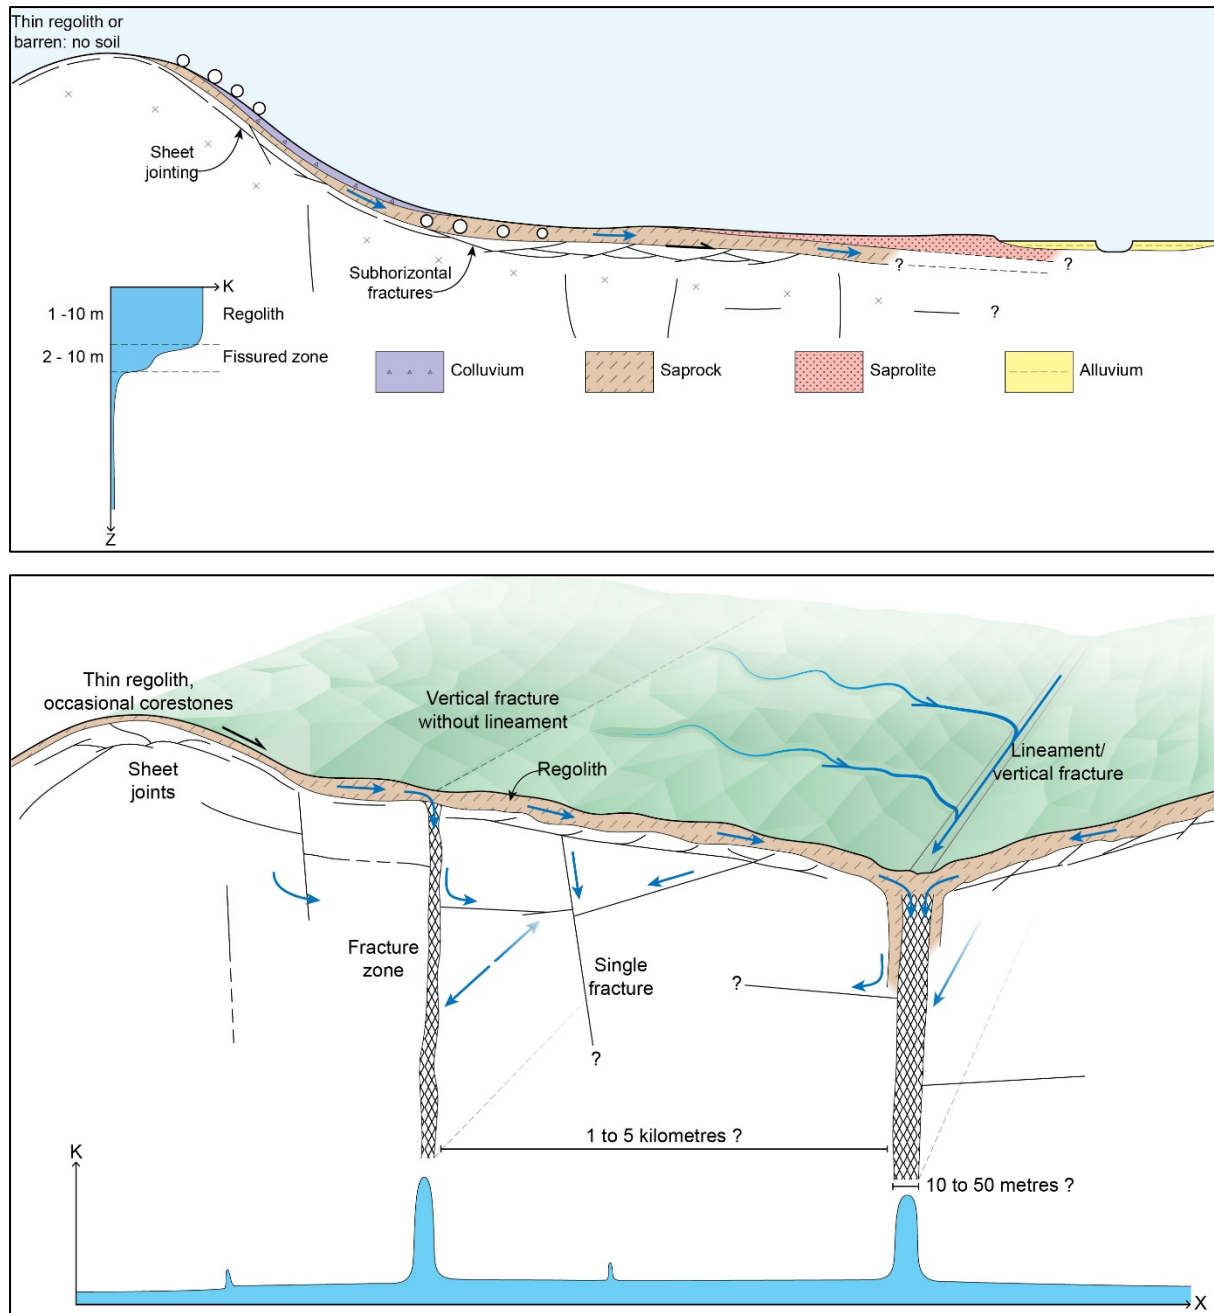 Thin regolith or
barren: no soil
Sheet
jointing
Subhorizontal
fractures
?
?
?
K
1 -10 m
Regolith
2 - 10 m
Fissured zone
Z
Colluvium
Saprock
Saprolite
Alluvium
Thin regolith,
occasional corestones
Vertical fracture
without lineament
Regolith
Lineament/
vertical fracture
Sheet
joints
Fracture
zone
Single
fracture
?
?
1 to 5 kilometres ?
10 to 50 metres ?
K
X